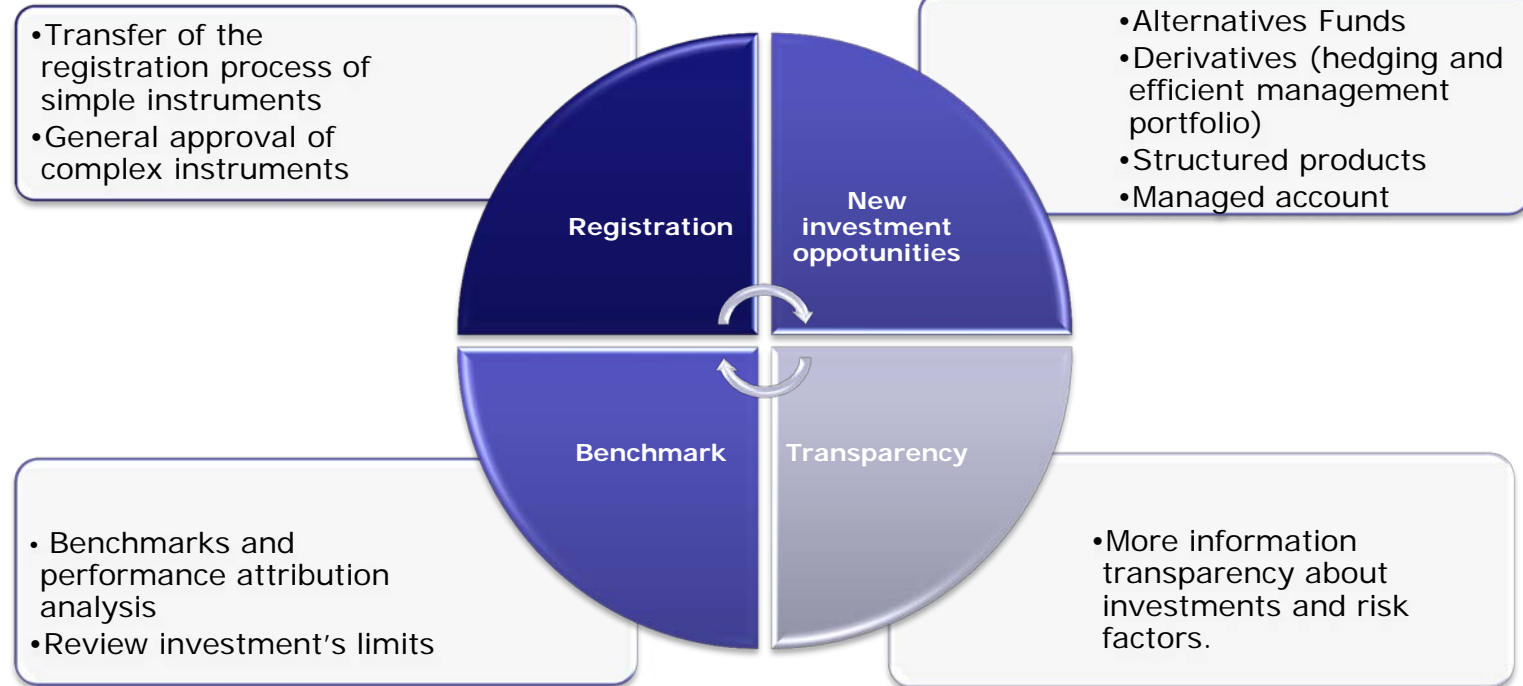 •Transfer of the
registration process of
simple instruments
•General approval of
complex instruments
•Alternatives Funds
•Derivatives (hedging and
efficient management
portfolio)
•Structured products
•Managed account
Registration
New
investment
oppotunities
Benchmark
Transparency
• Benchmarks and
performance attribution
analysis
•Review investment's limits
•More information
transparency about
investments and risk
factors.